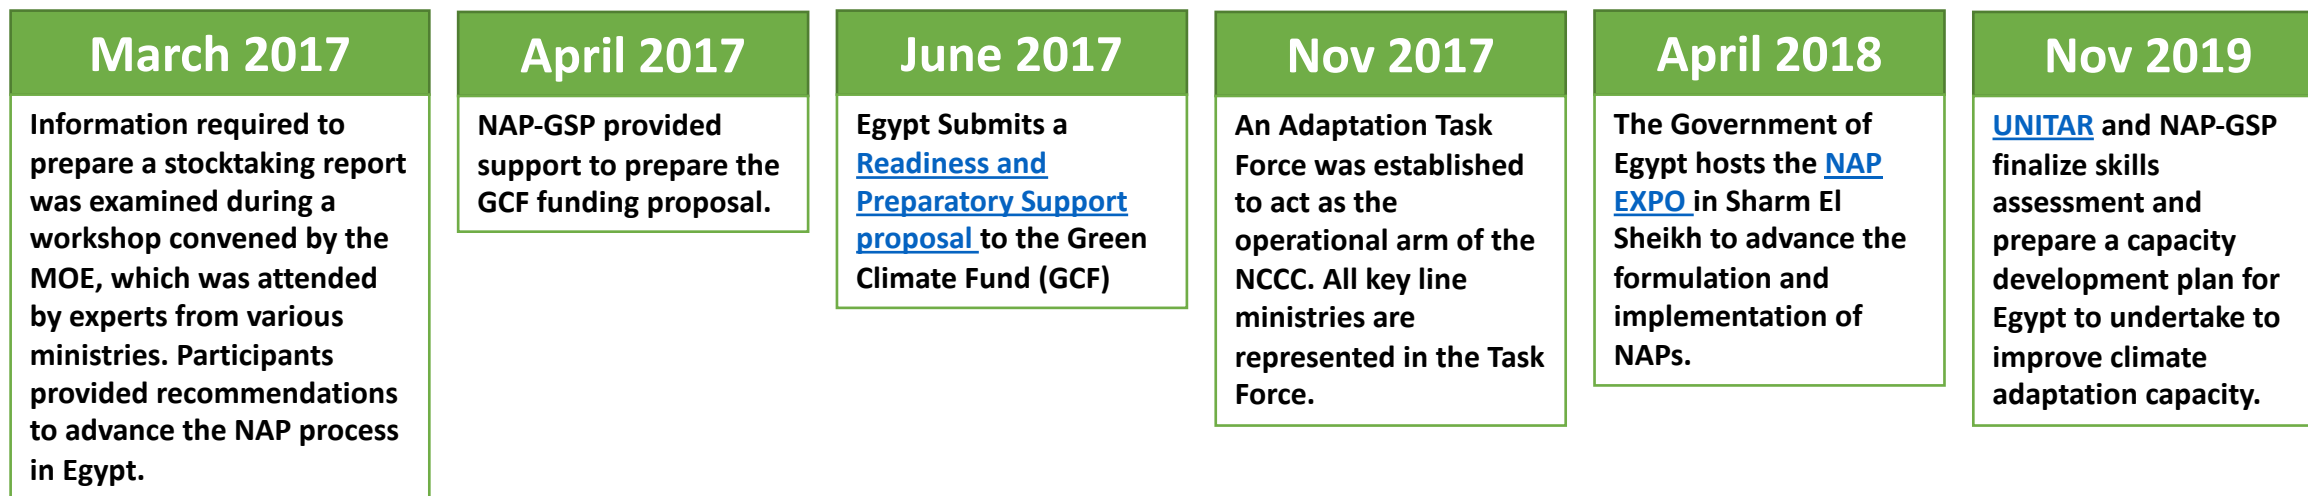 March 2017
Information required to
prepare a stocktaking report
was examined during a
workshop convened by the
MOE, which was attended
by experts from various
ministries. Participants
provided recommendations
to advance the NAP process
in Egypt.
April 2017
NAP-GSP provided
support to prepare the
GCF funding proposal.
June 2017
Egypt Submits a
Readiness and
Preparatory Support
proposal to the Green
Climate Fund (GCF)
Nov 2017
An Adaptation Task
Force was established
to act as the
operational arm of the
NCCC. All key line
ministries are
represented in the Task
Force.
April 2018
The Government of
Egypt hosts the NAP
EXPO in Sharm El
Sheikh to advance the
formulation and
implementation of
NAPs.
Nov 2019
UNITAR and NAP-GSP
finalize skills
assessment and
prepare a capacity
development plan for
Egypt to undertake to
improve climate
adaptation capacity.